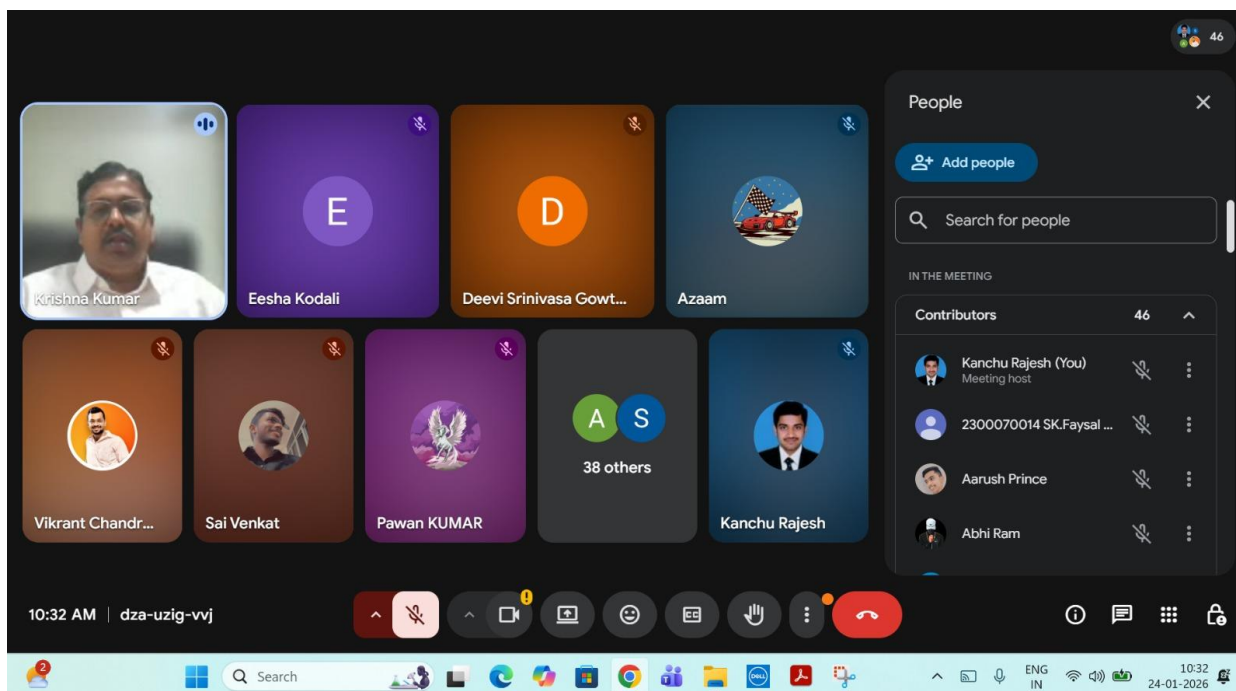 46
People
Add people
Search for people
IN THE MEETING
Contributors 46
Kanchu Rajesh (You)
Meeting host
2300070014 SK.Faysal ...
Aarush Prince
Abhi Ram
Krishna Kumar
E
Eesha Kodali
D
Deevi Srinivasa Gowt...
Azaam
Vikrant Chandr...
Sai Venkat
Pawan KUMAR
A S
38 others
Kanchu Rajesh
10:32 AM | dza-uzig-vvj
CC
2
Search
DELL
ENG
IN
10:32
24-01-2026